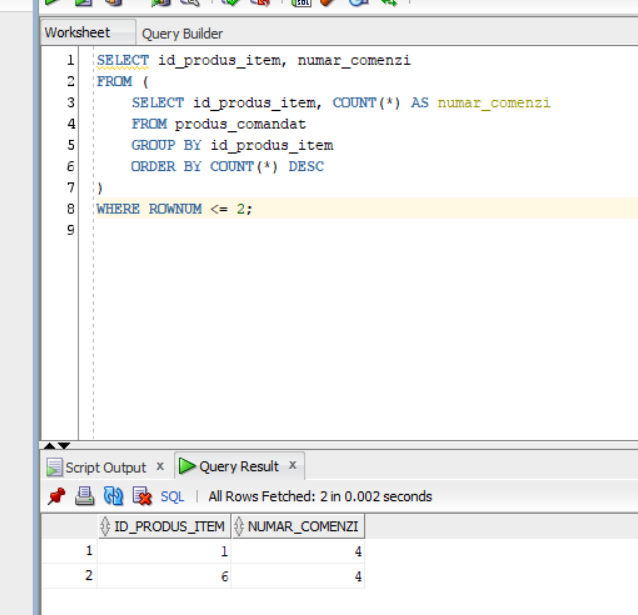 Worksheet Query Builder
1 SELECT id_produs_item, numar_comenzi
2 FROM (
3 SELECT id_produs_item, COUNT(*) AS numar_comenzi
4 FROM produs_comandat
5 GROUP BY id_produs_item
6 ORDER BY COUNT(*) DESC
7 )
8 WHERE ROWNUM <= 2;
9
Script Output x Query Result x
SQL | All Rows Fetched: 2 in 0.002 seconds
ID_PRODUS_ITEM NUMAR_COMENZI
1 1 4
2 6 4